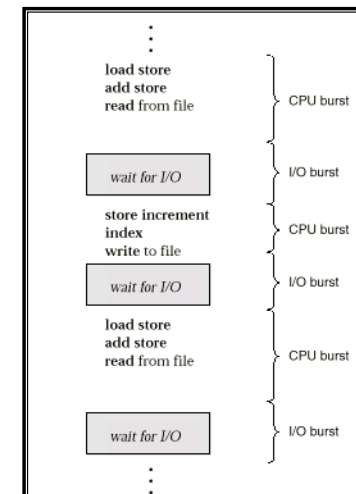 load store
add store
read from file
CPU burst
wait for I/O
I/O burst
store increment
index
write to file
CPU burst
wait for I/O
I/O burst
load store
add store
read from file
CPU burst
wait for I/O
I/O burst